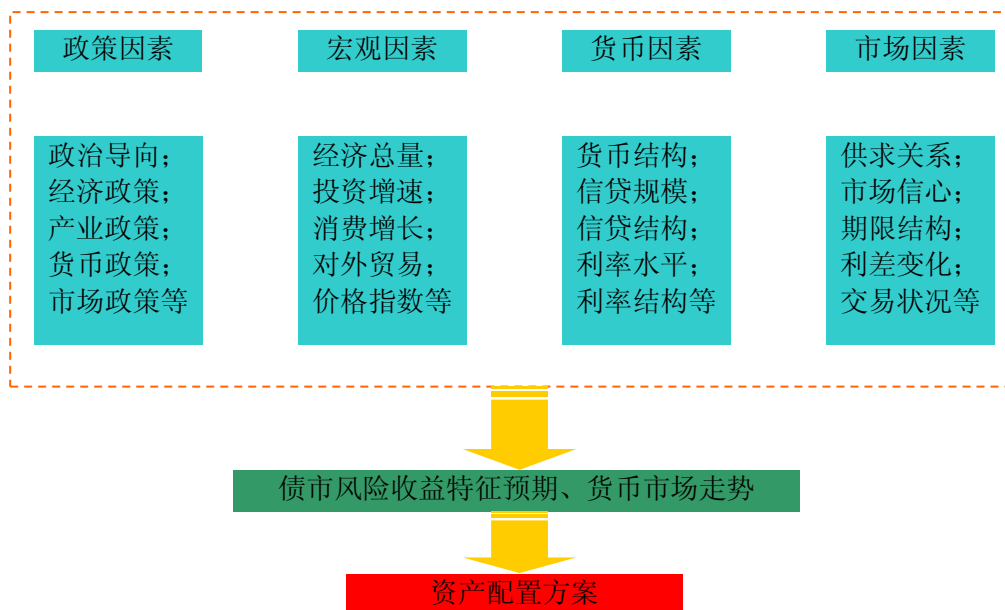 政策因素
宏观因素
货币因素
市场因素
政治导向;
经济政策;
产业政策;
货币政策;
市场政策等
经济总量;
投资增速;
消费增长;
对外贸易;
价格指数等
货币结构;
信贷规模;
信贷结构;
利率水平;
利率结构等
供求关系;
市场信心;
期限结构;
利差变化;
交易状况等
债市风险收益特征预期、货币市场走势
资产配置方案